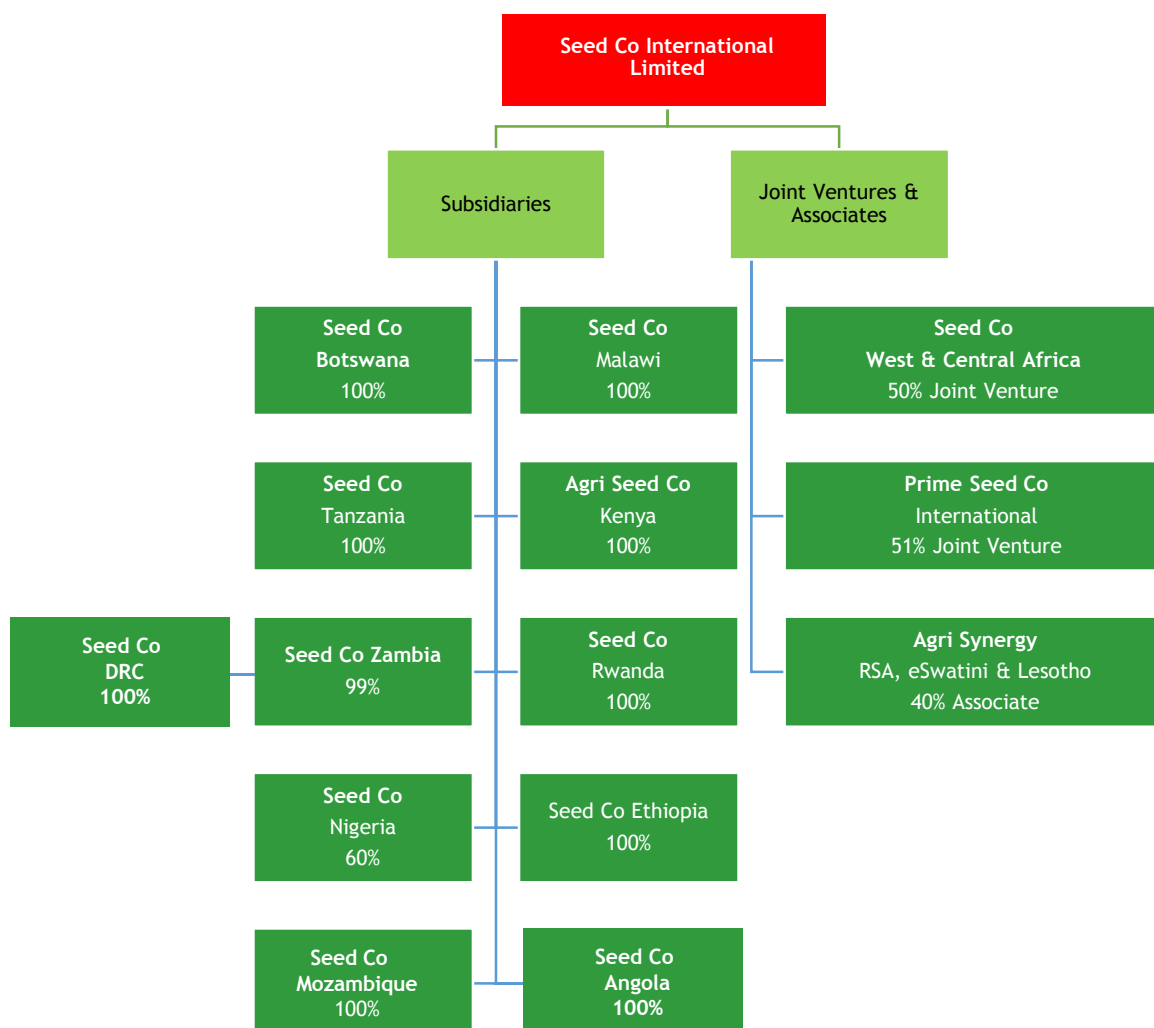 Seed Co International
Limited
Subsidiaries
Joint Ventures &
Associates
Seed Co
Botswana
100%
Seed Co
Malawi
100%
Seed Co
West & Central Africa
50% Joint Venture
Seed Co
Tanzania
100%
Agri Seed Co
Kenya
100%
Prime Seed Co
International
51% Joint Venture
Seed Co
DRC
100%
Seed Co Zambia
99%
Seed Co
Rwanda
100%
Agri Synergy
RSA, eSwatini & Lesotho
40% Associate
Seed Co
Nigeria
60%
Seed Co Ethiopia
100%
Seed Co
Mozambique
100%
Seed Co
Angola
100%